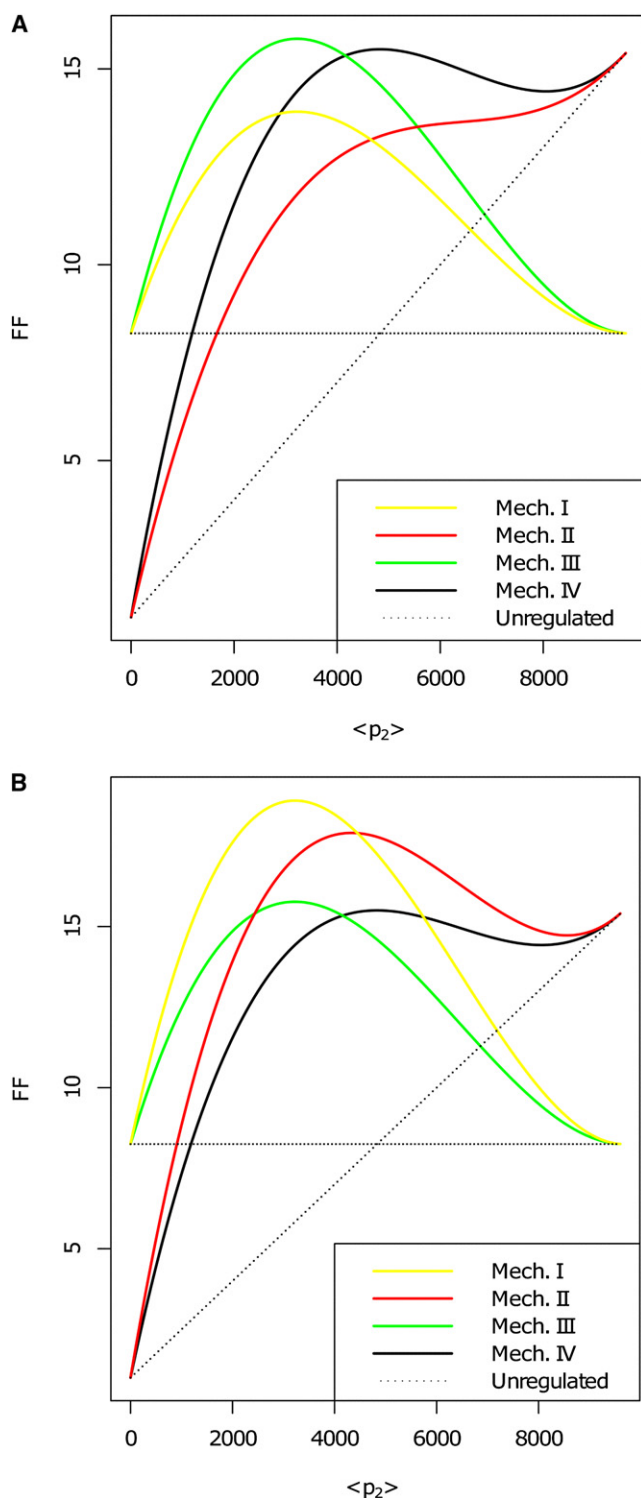 A
FF
15
10
5
Mech. I
Mech. II
Mech. III
Mech. IV
Unregulated
0 2000 4000 6000 8000
<p₂>
B
FF
15
10
5
Mech. I
Mech. II
Mech. III
Mech. IV
Unregulated
0 2000 4000 6000 8000
<p₂>